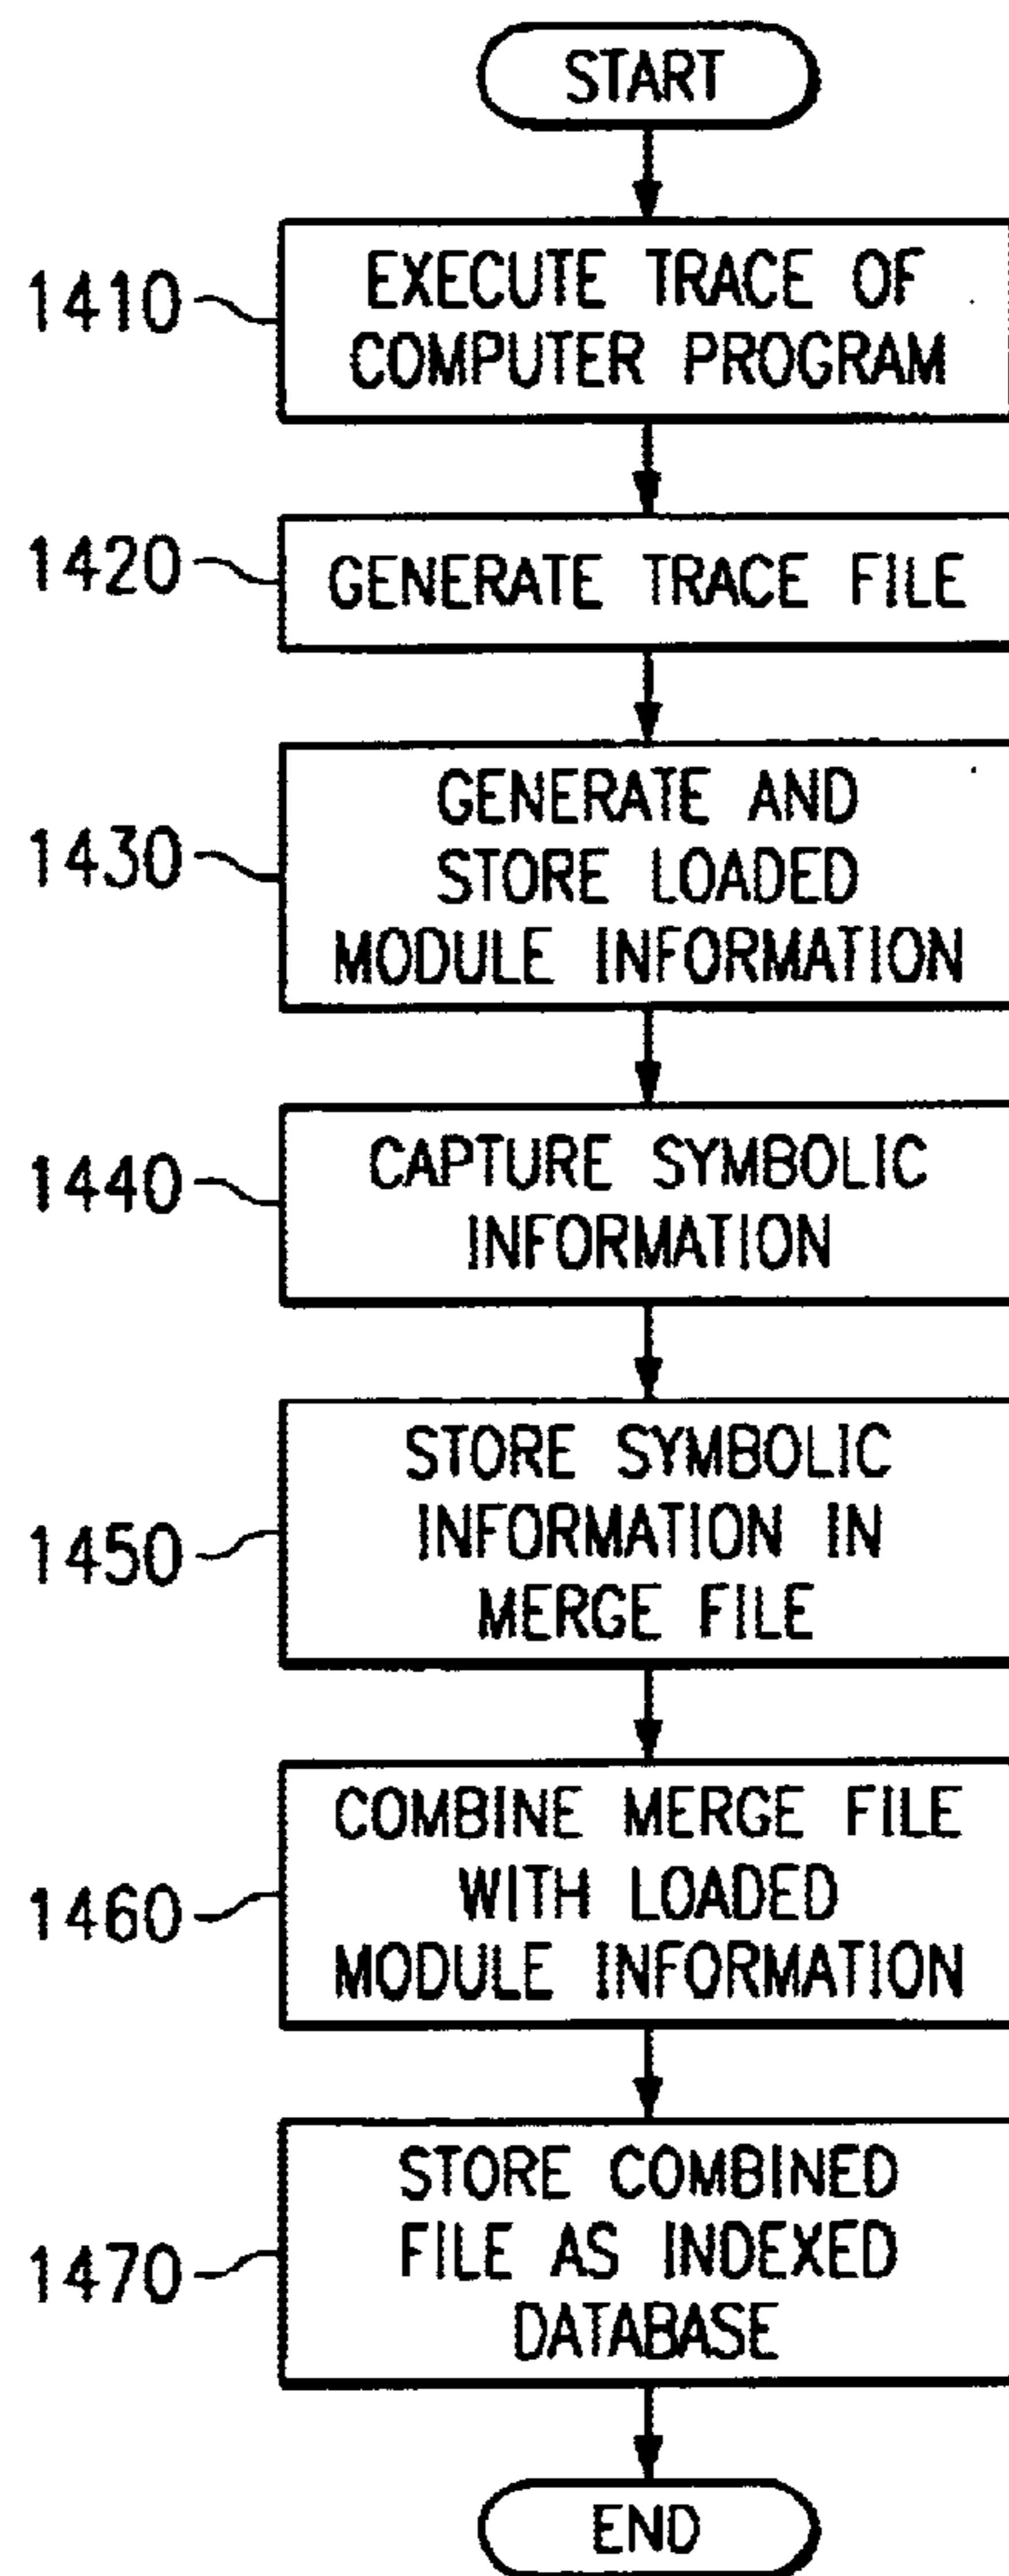 START
1410
EXECUTE TRACE OF
COMPUTER PROGRAM
1420
GENERATE TRACE FILE
1430
GENERATE AND
STORE LOADED
MODULE INFORMATION
1440
CAPTURE SYMBOLIC
INFORMATION
1450
STORE SYMBOLIC
INFORMATION IN
MERGE FILE
1460
COMBINE MERGE FILE
WITH LOADED
MODULE INFORMATION
1470
STORE COMBINED
FILE AS INDEXED
DATABASE
END